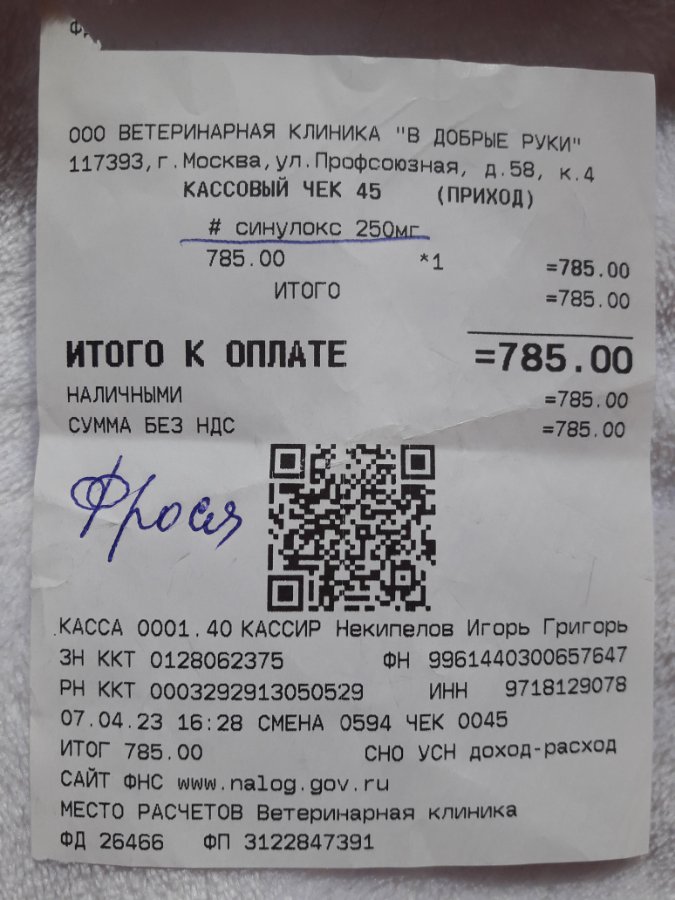 ООО ВЕТЕРИНАРНАЯ КЛИНИКА "В ДОБРЫЕ РУКИ"
117393,г.Москва,ул.Профсоюзная, д.58, к.4
КАССОВЫЙ ЧЕК 45 (ПРИХОД)
# синулокс 250мг
785.00 *1 =785.00
ИТОГО =785.00
ИТОГО К ОПЛАТЕ =785.00
НАЛИЧНЫМИ =785.00
СУММА БЕЗ НДС =785.00
Фрося
КАССА 0001.40 КАССИР Некипелов Игорь Григорь
ЗН ККТ 0128062375 ФН 9961440300657647
РН ККТ 0003292913050529 ИНН 9718129078
07.04.23 16:28 СМЕНА 0594 ЧЕК 0045
ИТОГ 785.00 СНО УСН доход-расход
САЙТ ФНС www.nalog.gov.ru
МЕСТО РАСЧЕТОВ Ветеринарная клиника
ФД 26466 ФП 3122847391